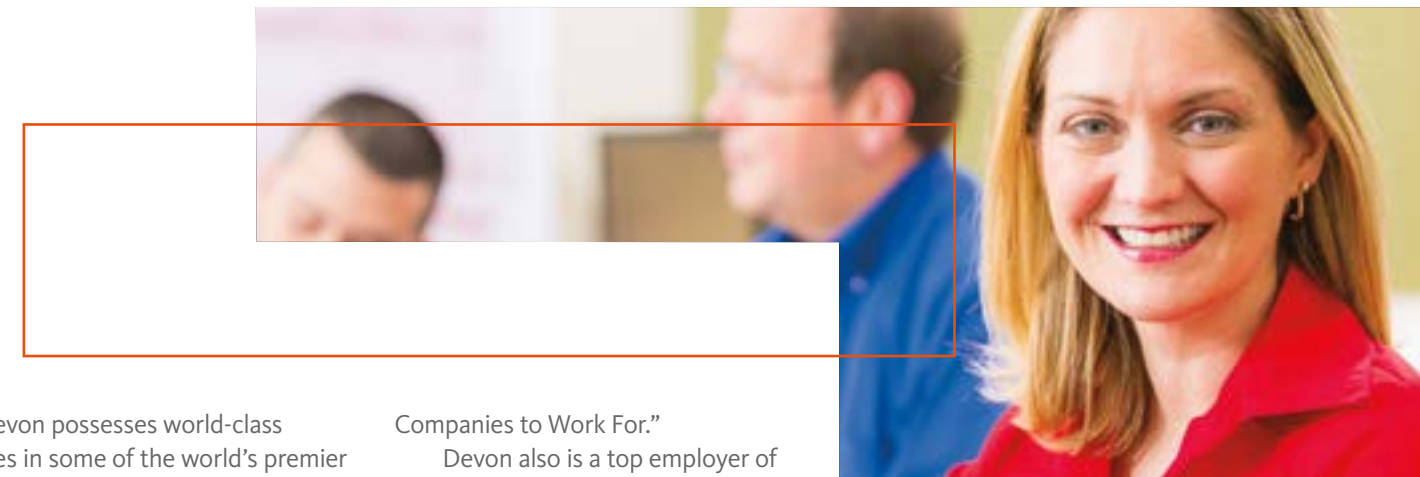 evon possesses world-class
es in some of the world's premier
Companies to Work For.”
Devon also is a top employer of